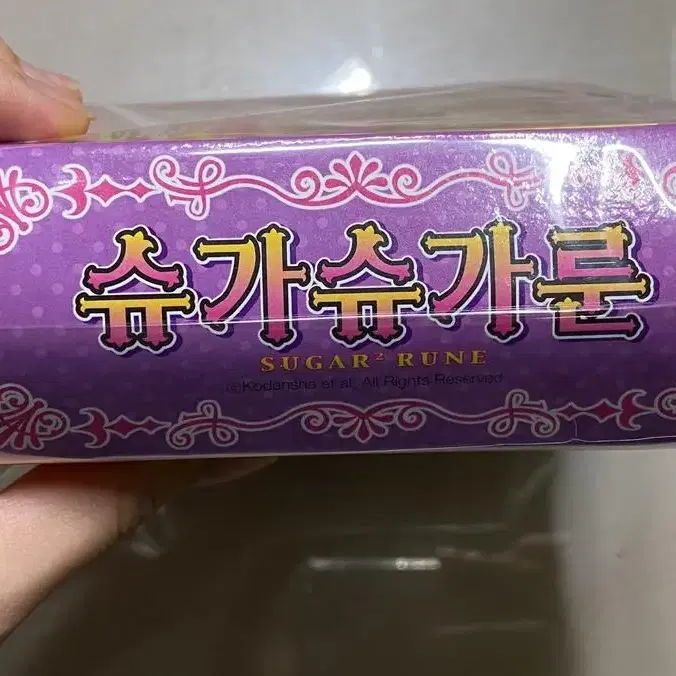 슈가슈가룬
SUGAR² RUNE
©Kodansha et al, All Rights Reserved